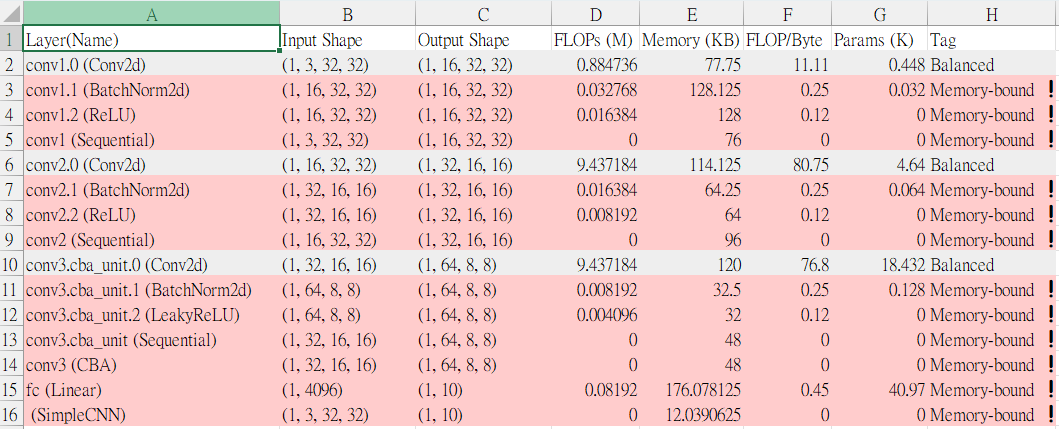 A B C D E F G H
1 Layer(Name) Input Shape Output Shape FLOPs (M) Memory (KB) FLOP/Byte Params (K) Tag
2 conv1.0 (Conv2d) (1, 3, 32, 32) (1, 16, 32, 32) 0.884736 77.75 11.11 0.448 Balanced
3 conv1.1 (BatchNorm2d) (1, 16, 32, 32) (1, 16, 32, 32) 0.032768 128.125 0.25 0.032 Memory-bound !
4 conv1.2 (ReLU) (1, 16, 32, 32) (1, 16, 32, 32) 0.016384 128 0.12 0 Memory-bound !
5 conv1 (Sequential) (1, 3, 32, 32) (1, 16, 32, 32) 0 76 0 0 Memory-bound !
6 conv2.0 (Conv2d) (1, 16, 32, 32) (1, 32, 16, 16) 9.437184 114.125 80.75 4.64 Balanced
7 conv2.1 (BatchNorm2d) (1, 32, 16, 16) (1, 32, 16, 16) 0.016384 64.25 0.25 0.064 Memory-bound !
8 conv2.2 (ReLU) (1, 32, 16, 16) (1, 32, 16, 16) 0.008192 64 0.12 0 Memory-bound !
9 conv2 (Sequential) (1, 16, 32, 32) (1, 32, 16, 16) 0 96 0 0 Memory-bound !
10 conv3.cba_unit.0 (Conv2d) (1, 32, 16, 16) (1, 64, 8, 8) 9.437184 120 76.8 18.432 Balanced
11 conv3.cba_unit.1 (BatchNorm2d) (1, 64, 8, 8) (1, 64, 8, 8) 0.008192 32.5 0.25 0.128 Memory-bound !
12 conv3.cba_unit.2 (LeakyReLU) (1, 64, 8, 8) (1, 64, 8, 8) 0.004096 32 0.12 0 Memory-bound !
13 conv3.cba_unit (Sequential) (1, 32, 16, 16) (1, 64, 8, 8) 0 48 0 0 Memory-bound !
14 conv3 (CBA) (1, 32, 16, 16) (1, 64, 8, 8) 0 48 0 0 Memory-bound !
15 fc (Linear) (1, 4096) (1, 10) 0.08192 176.078125 0.45 40.97 Memory-bound !
16 (SimpleCNN) (1, 3, 32, 32) (1, 10) 0 12.0390625 0 0 Memory-bound !